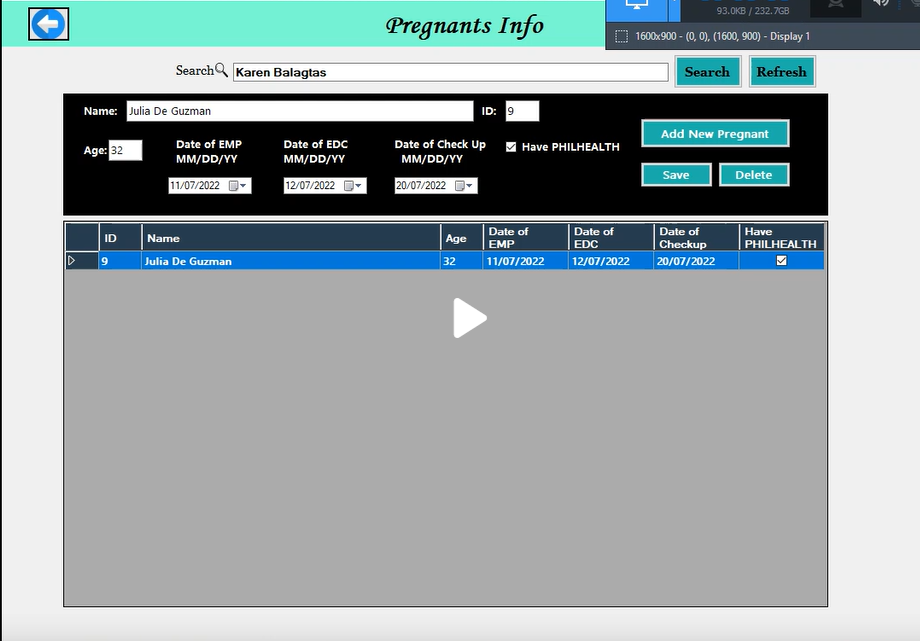 Pregnants Info
93.0KB / 232.7GB
1600x900 - (0, 0), (1600, 900) - Display 1
Search Karen Balagtas Search Refresh
Name: Julia De Guzman ID: 9
Add New Pregnant
Age: 32 Date of EMP Date of EDC Date of Check Up Have PHILHEALTH
MM/DD/YY MM/DD/YY MM/DD/YY
Save Delete
11/07/2022 12/07/2022 20/07/2022
ID Name Age Date of EMP Date of EDC Date of Checkup Have PHILHEALTH
9 Julia De Guzman 32 11/07/2022 12/07/2022 20/07/2022